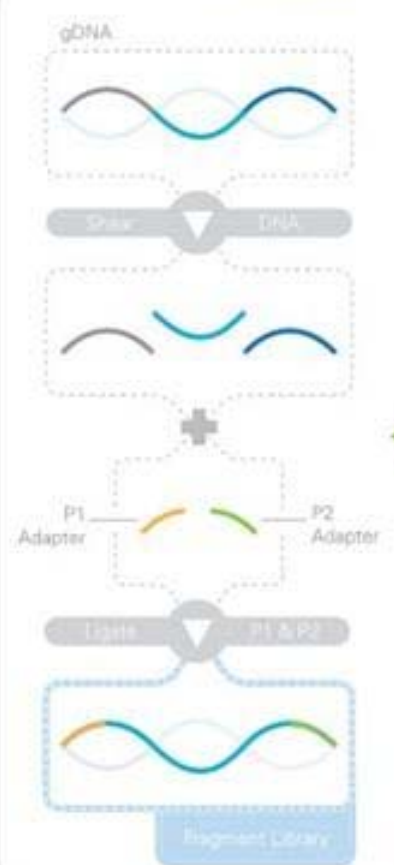 gDNA
Shear DNA
P1
Adapter
P2
Adapter
Ligate P1 & P2
Fragment Library